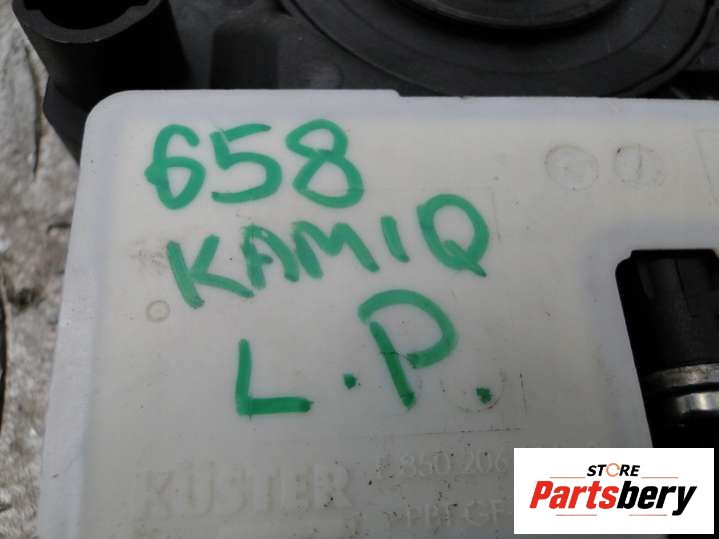 658
KAMIQ
L.P.
KÜSTER
STORE
Partsbery